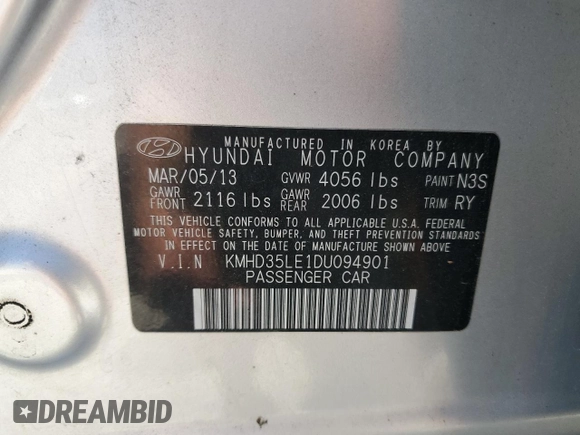 MANUFACTURED IN KOREA BY
HYUNDAI MOTOR COMPANY
MAR/05/13 GVWR 4056 lbs PAINT N3S
GAWR FRONT 2116 lbs GAWR REAR 2006 lbs TRIM RY
THIS VEHICLE CONFORMS TO ALL APPLICABLE U.S.A. FEDERAL
MOTOR VEHICLE SAFETY, BUMPER, AND THEFT PREVENTION STANDARDS
IN EFFECT ON THE DATE OF MANUFACTURE SHOWN ABOVE.
V.I.N KMHD35LE1DU094901
PASSENGER CAR
DREAMBID